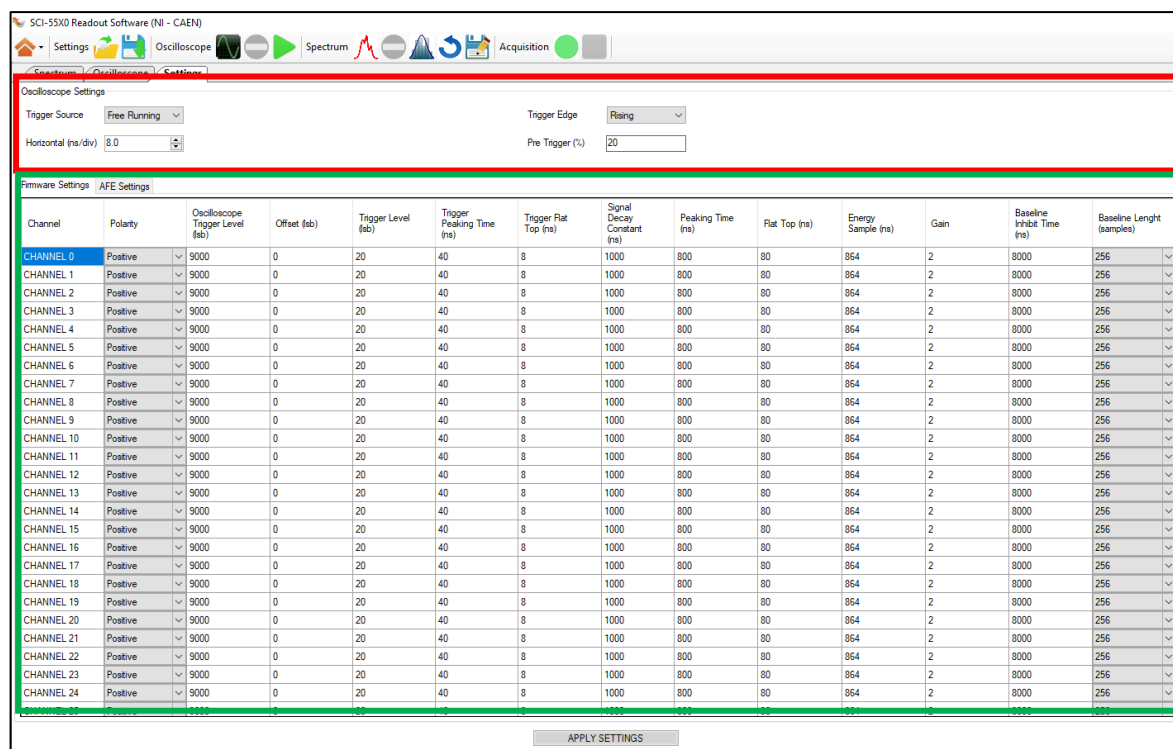 SCI-55X0 Readout Software (NI - CAEN)
Settings Oscilloscope Spectrum Acquisition
Spectrum Oscilloscope Settings
Oscilloscope Settings
Trigger Source Free Running Trigger Edge Rising
Horizontal (ns/div) 8.0 Pre Trigger (%) 20
Firmware Settings AFE Settings
Channel Polarity Oscilloscope Trigger Level (lsb) Offset (lsb) Trigger Level (lsb) Trigger Peaking Time (ns) Trigger Flat Top (ns) Signal Decay Constant (ns) Peaking Time (ns) Flat Top (ns) Energy Sample (ns) Gain Baseline Inhibit Time (ns) Baseline Lenght (samples)
CHANNEL 0 Positive 9000 0 20 40 8 1000 800 80 864 2 8000 256
CHANNEL 1 Positive 9000 0 20 40 8 1000 800 80 864 2 8000 256
CHANNEL 2 Positive 9000 0 20 40 8 1000 800 80 864 2 8000 256
CHANNEL 3 Positive 9000 0 20 40 8 1000 800 80 864 2 8000 256
CHANNEL 4 Positive 9000 0 20 40 8 1000 800 80 864 2 8000 256
CHANNEL 5 Positive 9000 0 20 40 8 1000 800 80 864 2 8000 256
CHANNEL 6 Positive 9000 0 20 40 8 1000 800 80 864 2 8000 256
CHANNEL 7 Positive 9000 0 20 40 8 1000 800 80 864 2 8000 256
CHANNEL 8 Positive 9000 0 20 40 8 1000 800 80 864 2 8000 256
CHANNEL 9 Positive 9000 0 20 40 8 1000 800 80 864 2 8000 256
CHANNEL 10 Positive 9000 0 20 40 8 1000 800 80 864 2 8000 256
CHANNEL 11 Positive 9000 0 20 40 8 1000 800 80 864 2 8000 256
CHANNEL 12 Positive 9000 0 20 40 8 1000 800 80 864 2 8000 256
CHANNEL 13 Positive 9000 0 20 40 8 1000 800 80 864 2 8000 256
CHANNEL 14 Positive 9000 0 20 40 8 1000 800 80 864 2 8000 256
CHANNEL 15 Positive 9000 0 20 40 8 1000 800 80 864 2 8000 256
CHANNEL 16 Positive 9000 0 20 40 8 1000 800 80 864 2 8000 256
CHANNEL 17 Positive 9000 0 20 40 8 1000 800 80 864 2 8000 256
CHANNEL 18 Positive 9000 0 20 40 8 1000 800 80 864 2 8000 256
CHANNEL 19 Positive 9000 0 20 40 8 1000 800 80 864 2 8000 256
CHANNEL 20 Positive 9000 0 20 40 8 1000 800 80 864 2 8000 256
CHANNEL 21 Positive 9000 0 20 40 8 1000 800 80 864 2 8000 256
CHANNEL 22 Positive 9000 0 20 40 8 1000 800 80 864 2 8000 256
CHANNEL 23 Positive 9000 0 20 40 8 1000 800 80 864 2 8000 256
CHANNEL 24 Positive 9000 0 20 40 8 1000 800 80 864 2 8000 256
APPLY SETTINGS